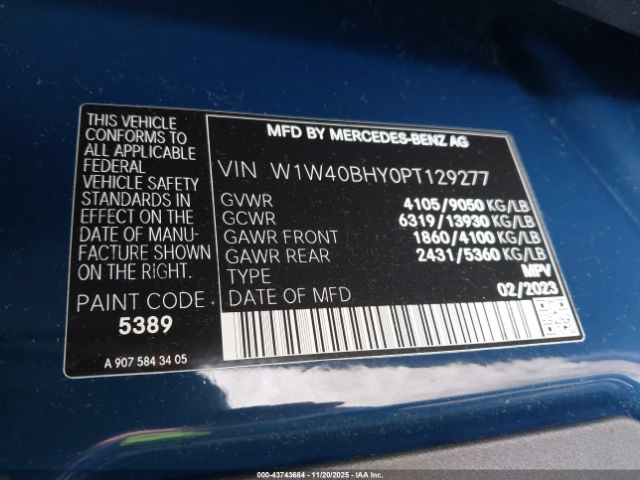 THIS VEHICLE
CONFORMS TO ALL
APPLICABLE
FEDERAL
VEHICLE SAFETY
STANDARDS IN
EFFECT ON THE
DATE OF MANU-
FACTURE SHOWN
ON THE RIGHT.
PAINT CODE
5389
A 907 584 34 05
MFD BY MERCEDES-BENZ AG
VIN W1W40BHY0PT129277
GVWR 4105/9050 KG/LB
GCWR 6319/13930 KG/LB
GAWR FRONT 1860/4100 KG/LB
GAWR REAR 2431/5360 KG/LB
TYPE MPV
DATE OF MFD 02/2023
© 00-43743684 | 11/20/2025 - IAA, Inc.